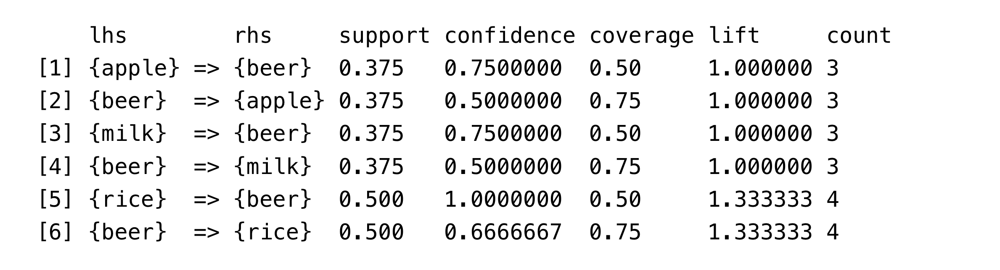 lhs rhs support confidence coverage lift count
[1] {apple} => {beer} 0.375 0.7500000 0.50 1.000000 3
[2] {beer} => {apple} 0.375 0.5000000 0.75 1.000000 3
[3] {milk} => {beer} 0.375 0.7500000 0.50 1.000000 3
[4] {beer} => {milk} 0.375 0.5000000 0.75 1.000000 3
[5] {rice} => {beer} 0.500 1.0000000 0.50 1.333333 4
[6] {beer} => {rice} 0.500 0.6666667 0.75 1.333333 4